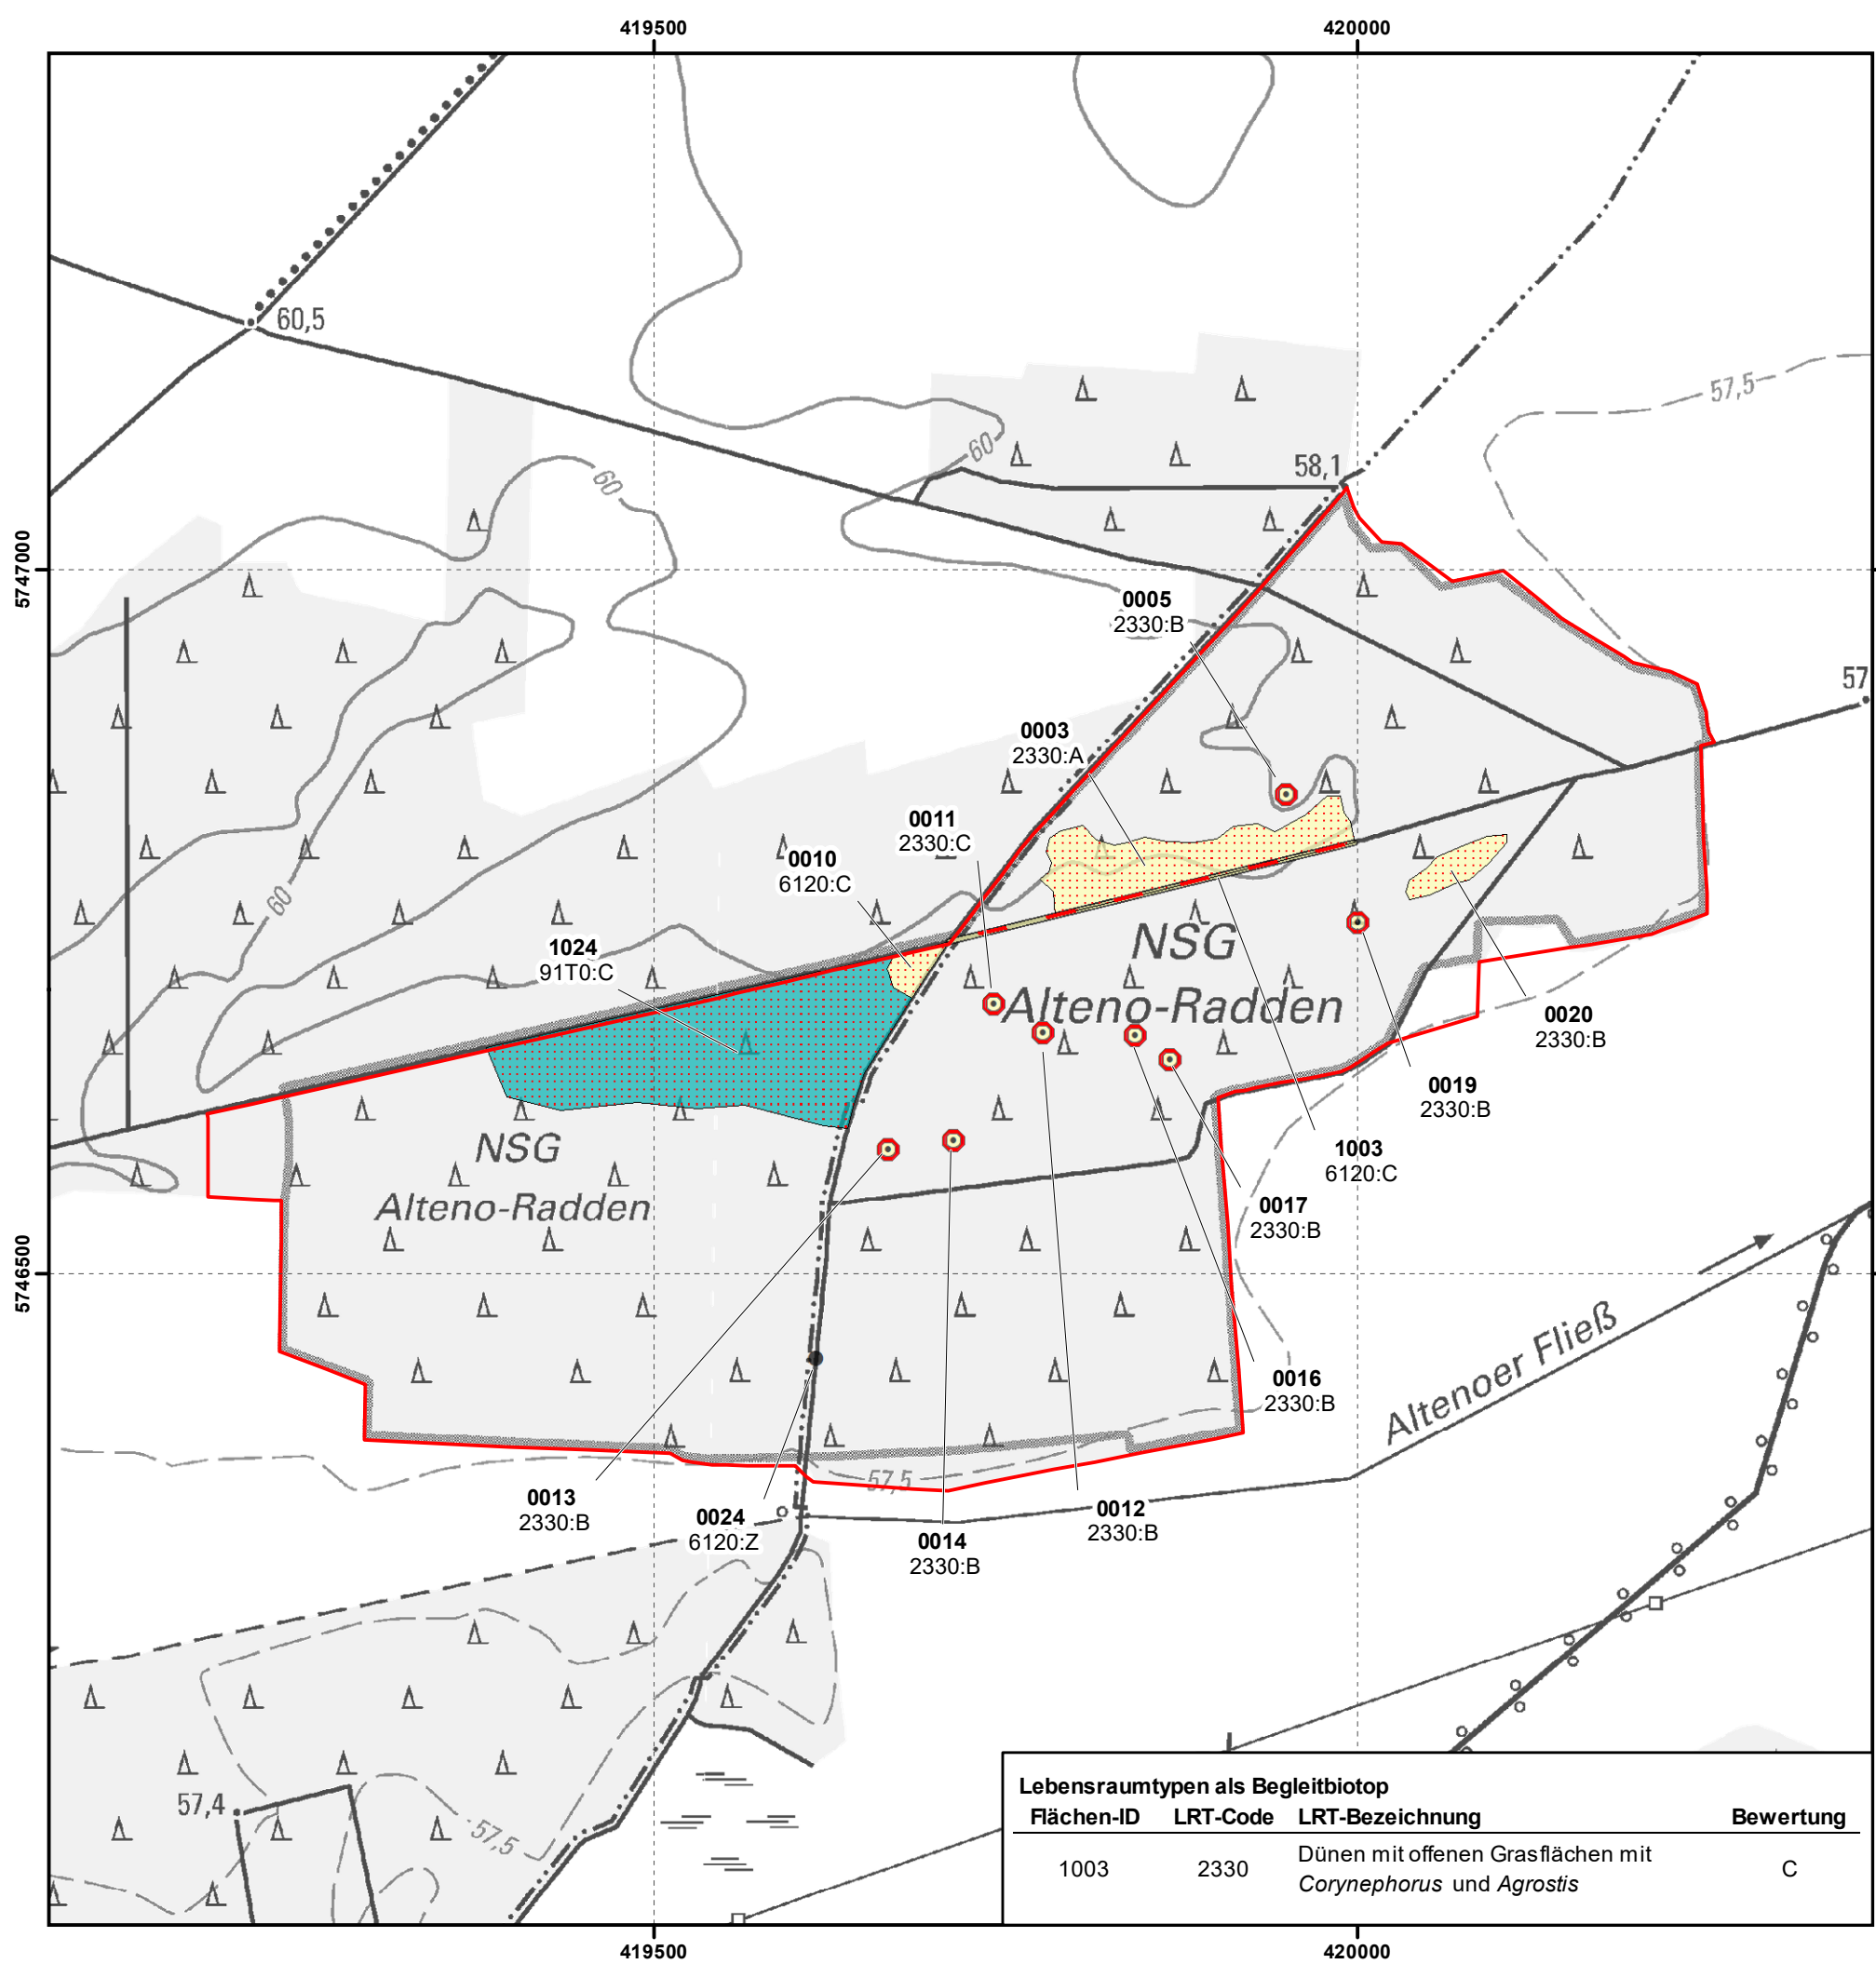 419500
420000
60,5
57,5
60
58,1
60
5747000
0005
2330:B
57
0003
2330:A
0011
2330:C
0010
6120:C
60
1024
91T0:C
NSG
Alteno-Radden
0020
2330:B
0019
2330:B
NSG
Alteno-Radden
1003
6120:C
0017
2330:B
5746500
Altenoer Fließ
0016
2330:B
57,5
0013
2330:B
0024
6120:Z
0012
2330:B
0014
2330:B
57,4
57,5
Lebensraumtypen als Begleitbiotop
Flächen-ID LRT-Code LRT-Bezeichnung Bewertung
1003 2330 Dünen mit offenen Grasflächen mit C
Corynephorus und Agrostis
419500
420000